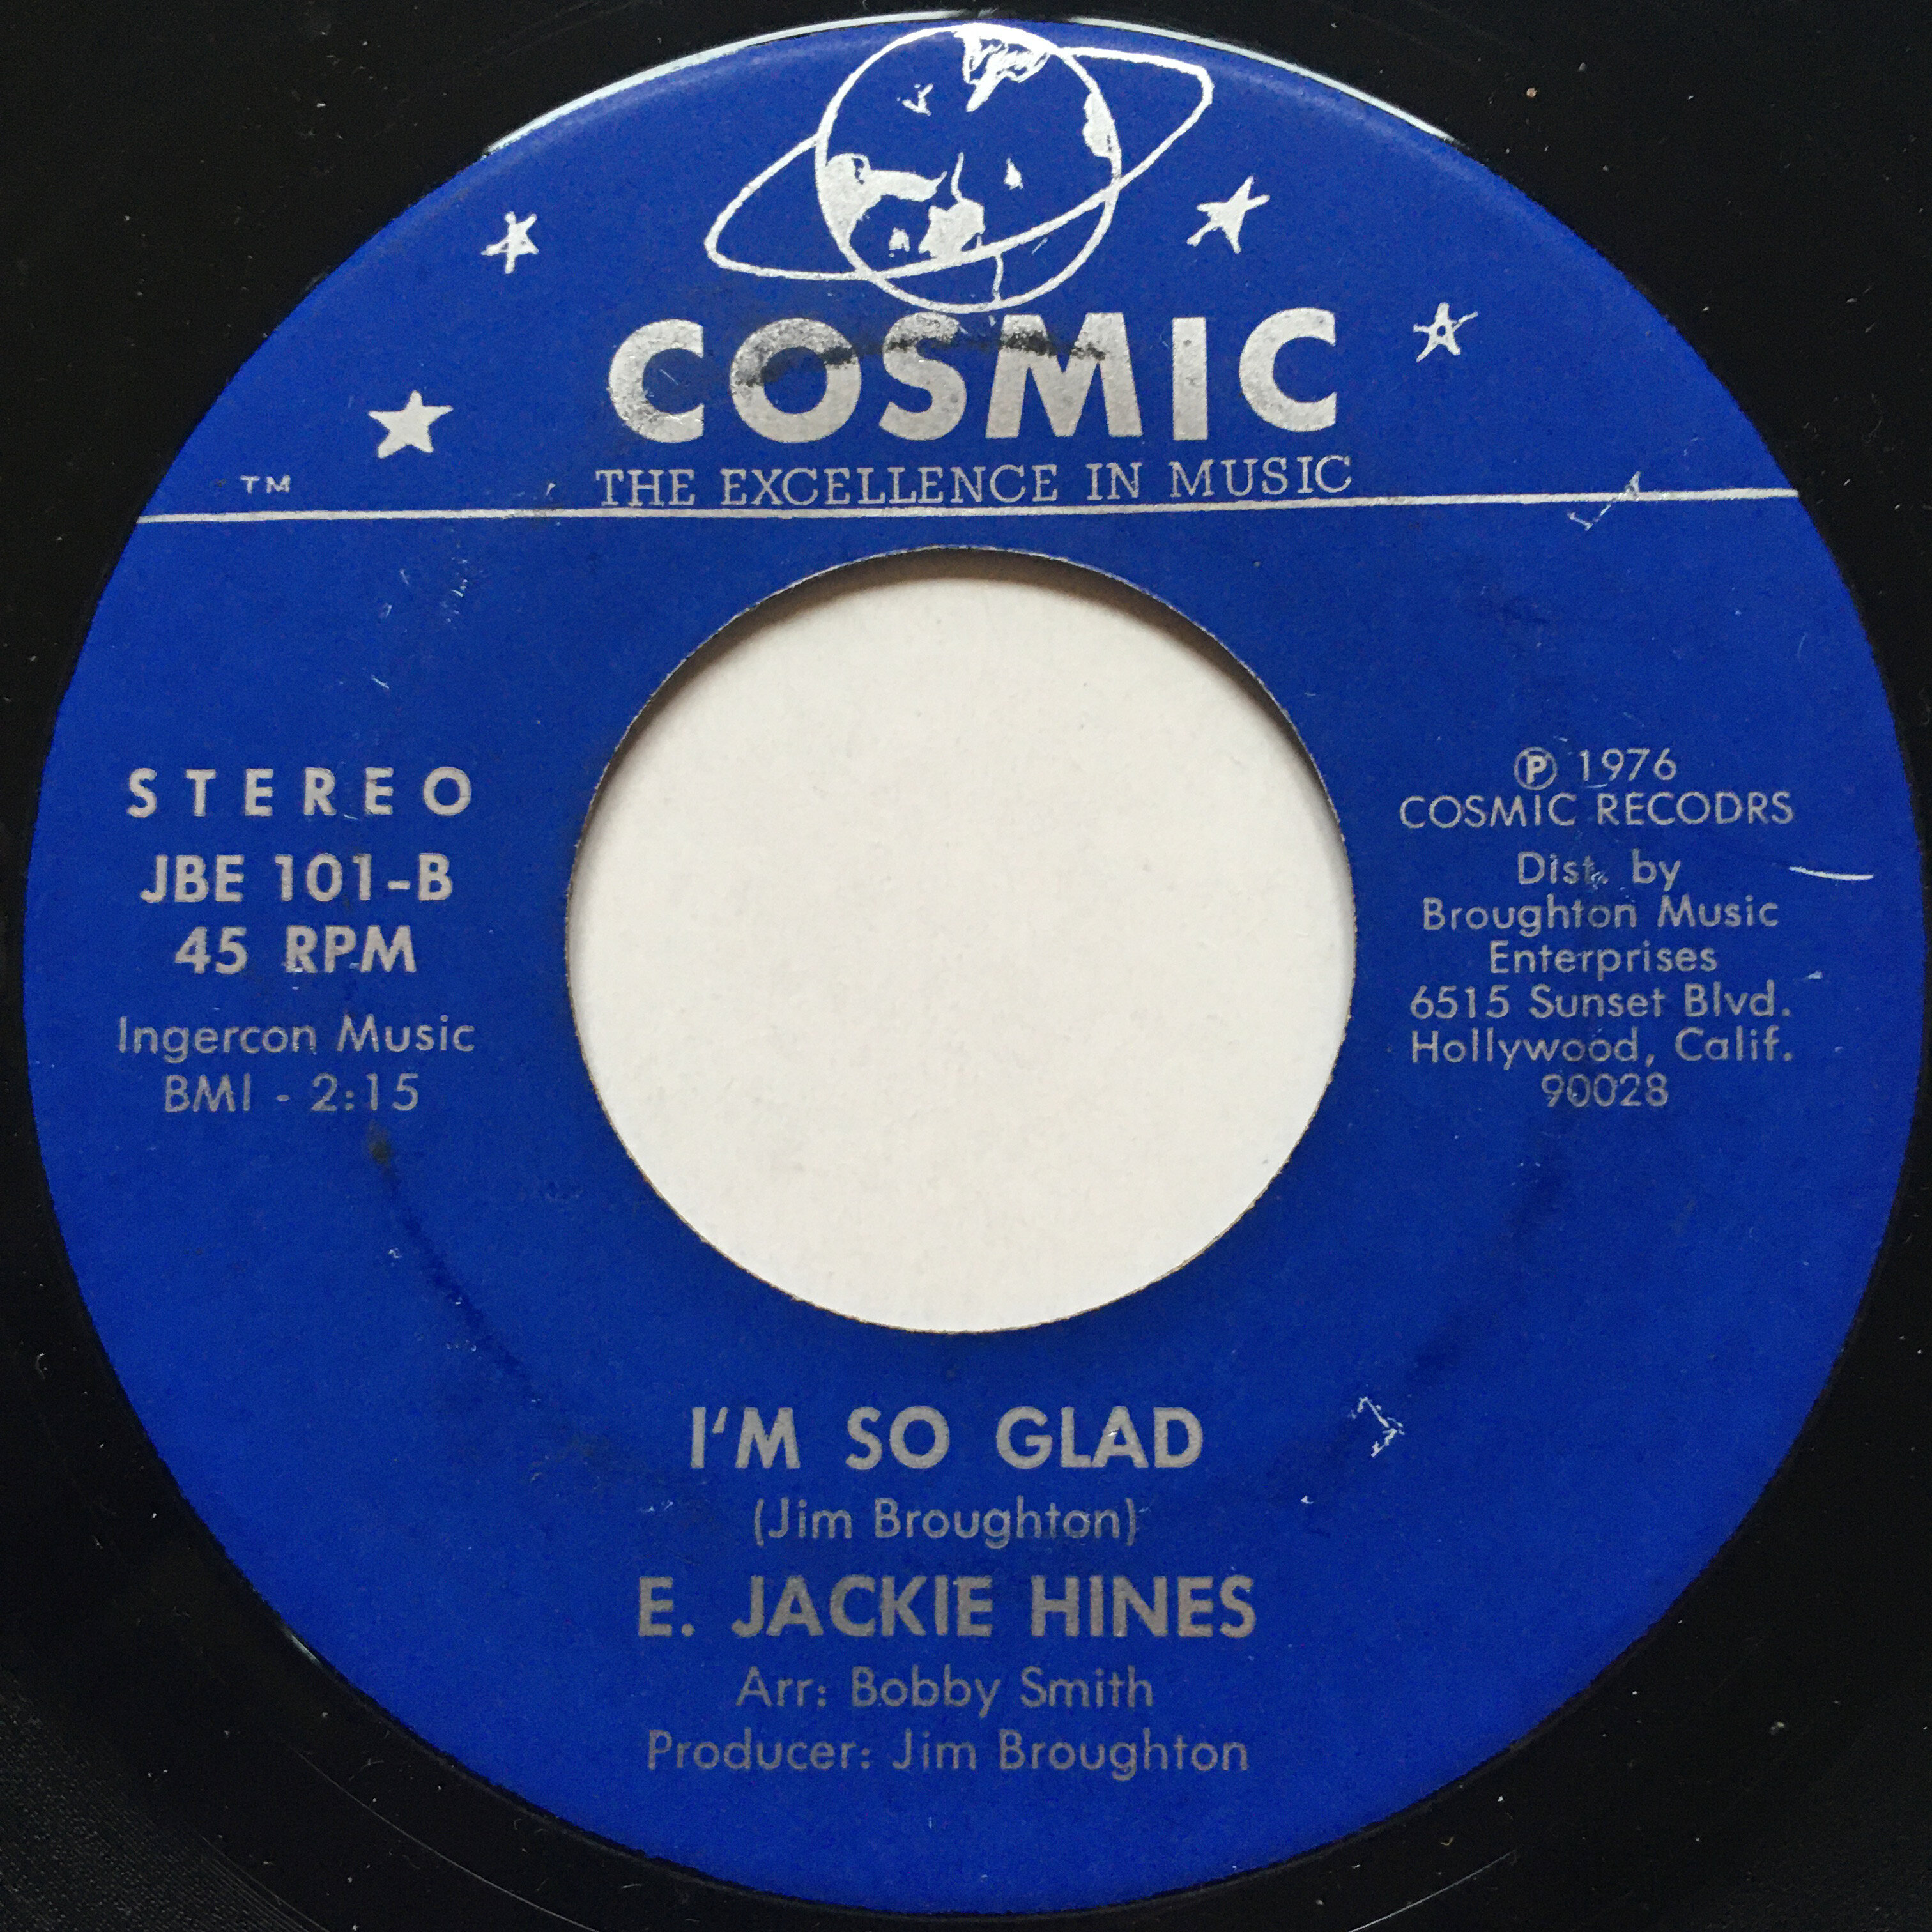 COSMIC
THE EXCELLENCE IN MUSIC
TM
STEREO
JBE 101-B
45 RPM
Ingercon Music
BMI - 2:15
℗ 1976
COSMIC RECODRS
Dist. by
Broughton Music
Enterprises
6515 Sunset Blvd.
Hollywood, Calif.
90028
I'M SO GLAD
(Jim Broughton)
E. JACKIE HINES
Arr: Bobby Smith
Producer: Jim Broughton